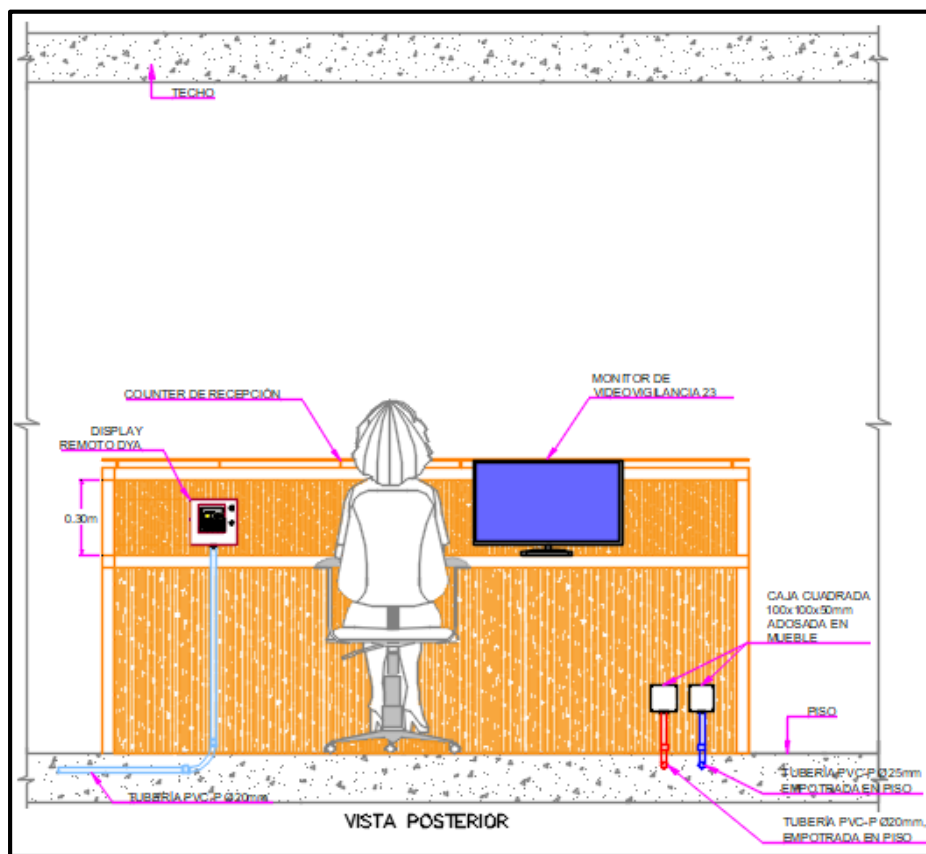 TECHO
COUNTER DE RECEPCIÓN
MONITOR DE
VIDEOVIGILANCIA 23
DISPLAY
REMOTO DYA
0.30m
CAJA CUADRADA
100x100x50mm
ADOSADA EN
MUEBLE
PISO
TUBERÍA PVC-P Ø25mm
EMPOTRADA EN PISO
TUBERÍA PVC-P Ø20mm,
VISTA POSTERIOR
TUBERÍA PVC-P Ø20mm,
EMPOTRADA EN PISO